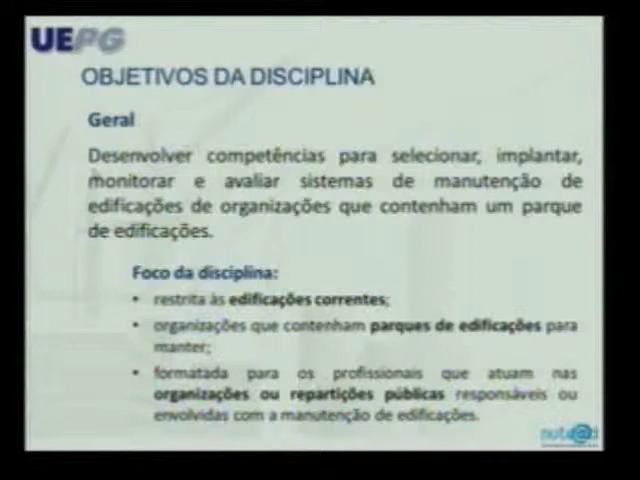 UEPG
OBJETIVOS DA DISCIPLINA
Geral
Desenvolver competências para selecionar, implantar,
monitorar e avaliar sistemas de manutenção de
edificações de organizações que contenham um parque
de edificações.
Foco da disciplina:
• restrita às edificações correntes;
• organizações que contenham parques de edificações para
manter;
• formatada para os profissionais que atuam nas
organizações ou repartições públicas responsáveis ou
envolvidas com a manutenção de edificações.